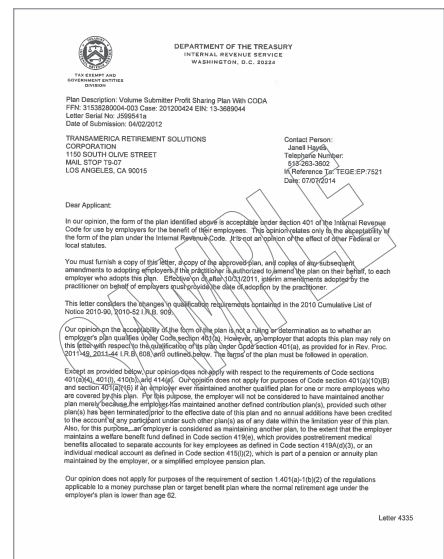 DEPARTMENT OF THE TREASURY
INTERNAL REVENUE SERVICE
WASHINGTON, D.C. 20224
TAX EXEMPT AND
GOVERNMENT ENTITIES
DIVISION
Plan Description: Volume Submitter Profit Sharing Plan With CODA
FFN: 31538280004-003 Case: 201200424 EIN: 13-3689044
Letter Serial No: J599541a
Date of Submission: 04/02/2012
TRANSAMERICA RETIREMENT SOLUTIONS
CORPORATION
1150 SOUTH OLIVE STREET
MAIL STOP T9-07
LOS ANGELES, CA 90015
Contact Person:
Janell Hayes
Telephone Number:
513-263-3602
In Reference To: TEGE:EP:7521
Date: 07/07/2014
Dear Applicant:
In our opinion, the form of the plan identified above is acceptable under section 401 of the Internal Revenue
Code for use by employers for the benefit of their employees. This opinion relates only to the acceptability of
the form of the plan under the Internal Revenue Code. It is not an opinion of the effect of other Federal or
local statutes.
You must furnish a copy of this letter, a copy of the approved plan, and copies of any subsequent
amendments to adopting employers if the practitioner is authorized to amend the plan on their behalf, to each
employer who adopts this plan. Effective on or after 10/31/2011, interim amendments adopted by the
practitioner on behalf of employers must provide the date of adoption by the practitioner.
This letter considers the changes in qualification requirements contained in the 2010 Cumulative List of
Notice 2010-90, 2010-52 I.R.B. 909.
Our opinion on the acceptability of the form of the plan is not a ruling or determination as to whether an
employer's plan qualifies under Code section 401(a). However, an employer that adopts this plan may rely on
this letter with respect to the qualification of its plan under Code section 401(a), as provided for in Rev. Proc.
2011-49, 2011-44 I.R.B. 608, and outlined below. The terms of the plan must be followed in operation.
Except as provided below, our opinion does not apply with respect to the requirements of Code sections
401(a)(4), 401(l), 410(b), and 414(s). Our opinion does not apply for purposes of Code section 401(a)(10)(B)
and section 401(a)(16) if an employer ever maintained another qualified plan for one or more employees who
are covered by this plan. For this purpose, the employer will not be considered to have maintained another
plan merely because the employer has maintained another defined contribution plan(s), provided such other
plan(s) has been terminated prior to the effective date of this plan and no annual additions have been credited
to the account of any participant under such other plan(s) as of any date within the limitation year of this plan.
Also, for this purpose, an employer is considered as maintaining another plan, to the extent that the employer
maintains a welfare benefit fund defined in Code section 419(e), which provides postretirement medical
benefits allocated to separate accounts for key employees as defined in Code section 419A(d)(3), or an
individual medical account as defined in Code section 415(l)(2), which is part of a pension or annuity plan
maintained by the employer, or a simplified employee pension plan.
Our opinion does not apply for purposes of the requirement of section 1.401(a)-1(b)(2) of the regulations
applicable to a money purchase plan or target benefit plan where the normal retirement age under the
employer's plan is lower than age 62.
Letter 4335